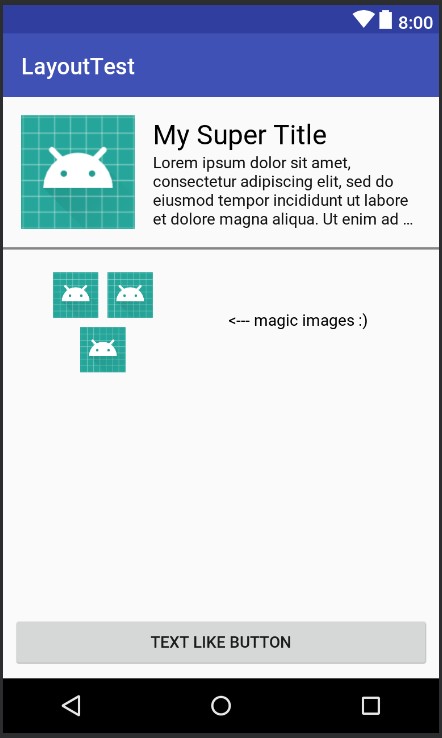 8:00
LayoutTest
My Super Title
Lorem ipsum dolor sit amet,
consectetur adipiscing elit, sed do
eiusmod tempor incididunt ut labore
et dolore magna aliqua. Ut enim ad ...
<--- magic images :)
TEXT LIKE BUTTON